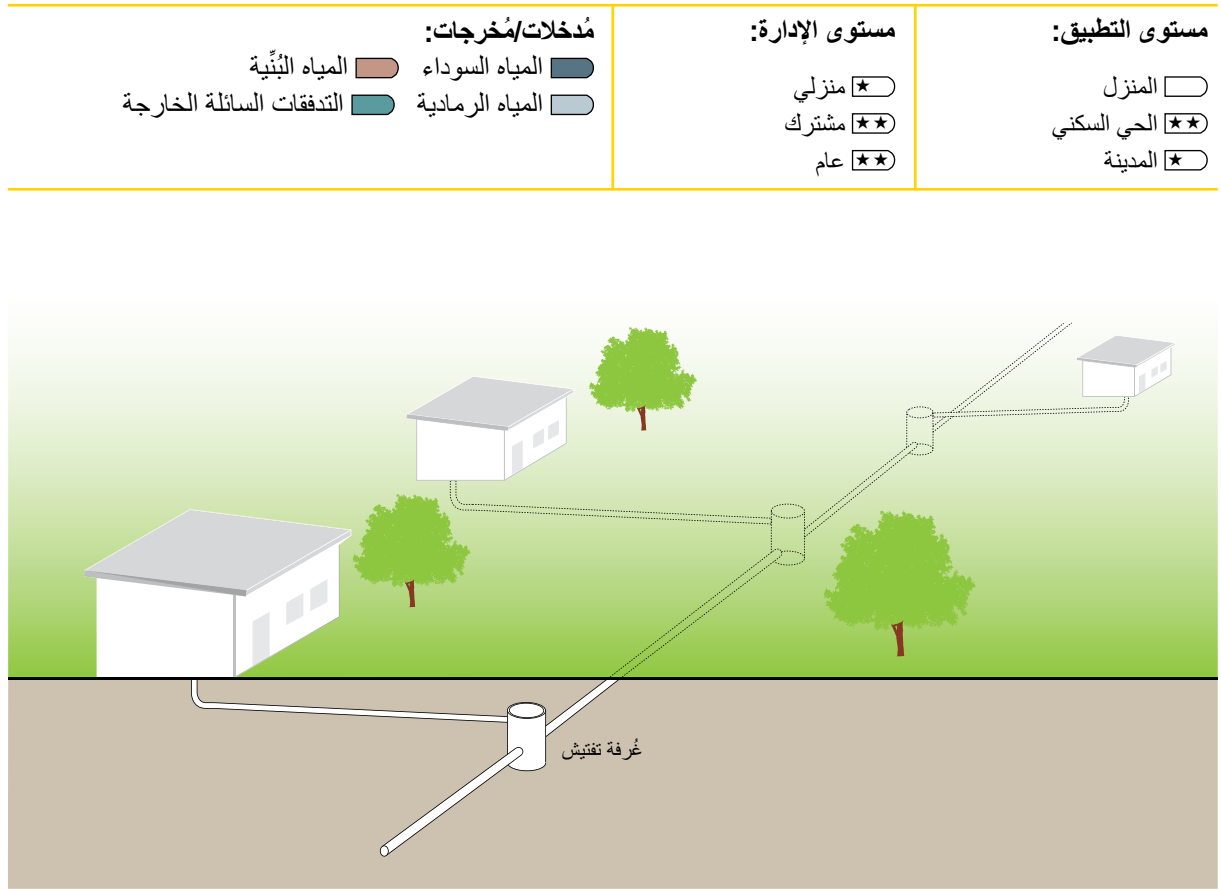 مستوى التطبيق:
المنزل
★★ الحي السكني
★ المدينة
مستوى الإدارة:
★ منزلي
★★ مشترك
★★ عام
مُدخلات/مُخرجات:
المياه السوداء المياه البُنِّية
المياه الرمادية التدفقات السائلة الخارجة
غُرفة تفتيش